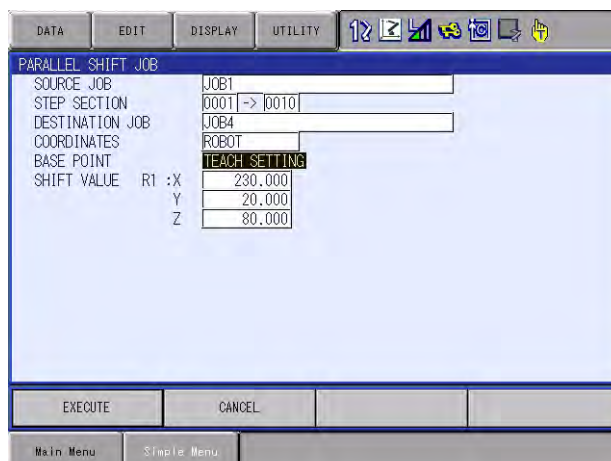 DATA EDIT DISPLAY UTILITY
PARALLEL SHIFT JOB
SOURCE JOB JOB1
STEP SECTION 0001 -> 0010
DESTINATION JOB JOB4
COORDINATES ROBOT
BASE POINT TEACH SETTING
SHIFT VALUE R1 :X 230.000
Y 20.000
Z 80.000
EXECUTE CANCEL
Main Menu Simple Menu